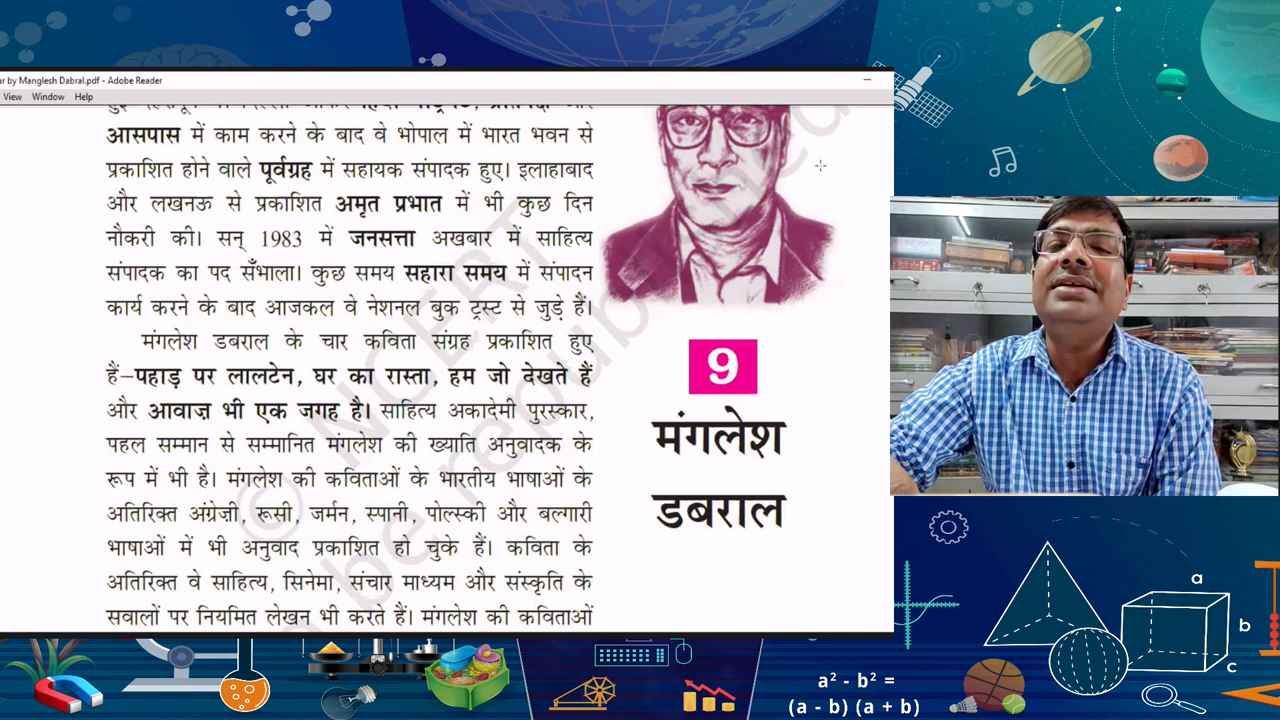 ar by Manglesh Dabral.pdf - Adobe Reader
View Window Help
आसपास में काम करने के बाद वे भोपाल में भारत भवन से
प्रकाशित होने वाले पूर्वग्रह में सहायक संपादक हुए। इलाहाबाद
और लखनऊ से प्रकाशित अमृत प्रभात में भी कुछ दिन
नौकरी की। सन् 1983 में जनसत्ता अखबार में साहित्य
संपादक का पद सँभाला। कुछ समय सहारा समय में संपादन
कार्य करने के बाद आजकल वे नेशनल बुक ट्रस्ट से जुड़े हैं।
मंगलेश डबराल के चार कविता संग्रह प्रकाशित हुए
हैं–पहाड़ पर लालटेन, घर का रास्ता, हम जो देखते हैं
और आवाज़ भी एक जगह है। साहित्य अकादेमी पुरस्कार,
पहल सम्मान से सम्मानित मंगलेश की ख्याति अनुवादक के
रूप में भी है। मंगलेश की कविताओं के भारतीय भाषाओं के
अतिरिक्त अंग्रेजी, रूसी, जर्मन, स्पानी, पोल्स्की और बल्गारी
भाषाओं में भी अनुवाद प्रकाशित हो चुके हैं। कविता के
अतिरिक्त वे साहित्य, सिनेमा, संचार माध्यम और संस्कृति के
सवालों पर नियमित लेखन भी करते हैं। मंगलेश की कविताओं
9
मंगलेश
डबराल
© NCERT
be republished
a
b
c
a² - b² =
(a - b) (a + b)